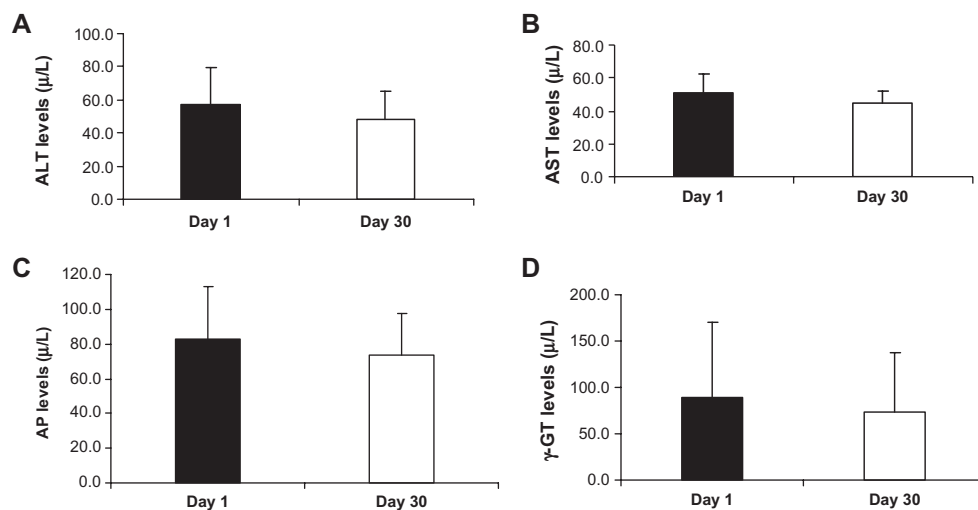 A
ALT levels (μ/L)
100.0
80.0
60.0
40.0
20.0
0.0
Day 1 Day 30
B
AST levels (μ/L)
80.0
60.0
40.0
20.0
0.0
Day 1 Day 30
C
AP levels (μ/L)
120.0
100.0
80.0
60.0
40.0
20.0
0.0
Day 1 Day 30
D
γ-GT levels (μ/L)
200.0
150.0
100.0
50.0
0.0
Day 1 Day 30